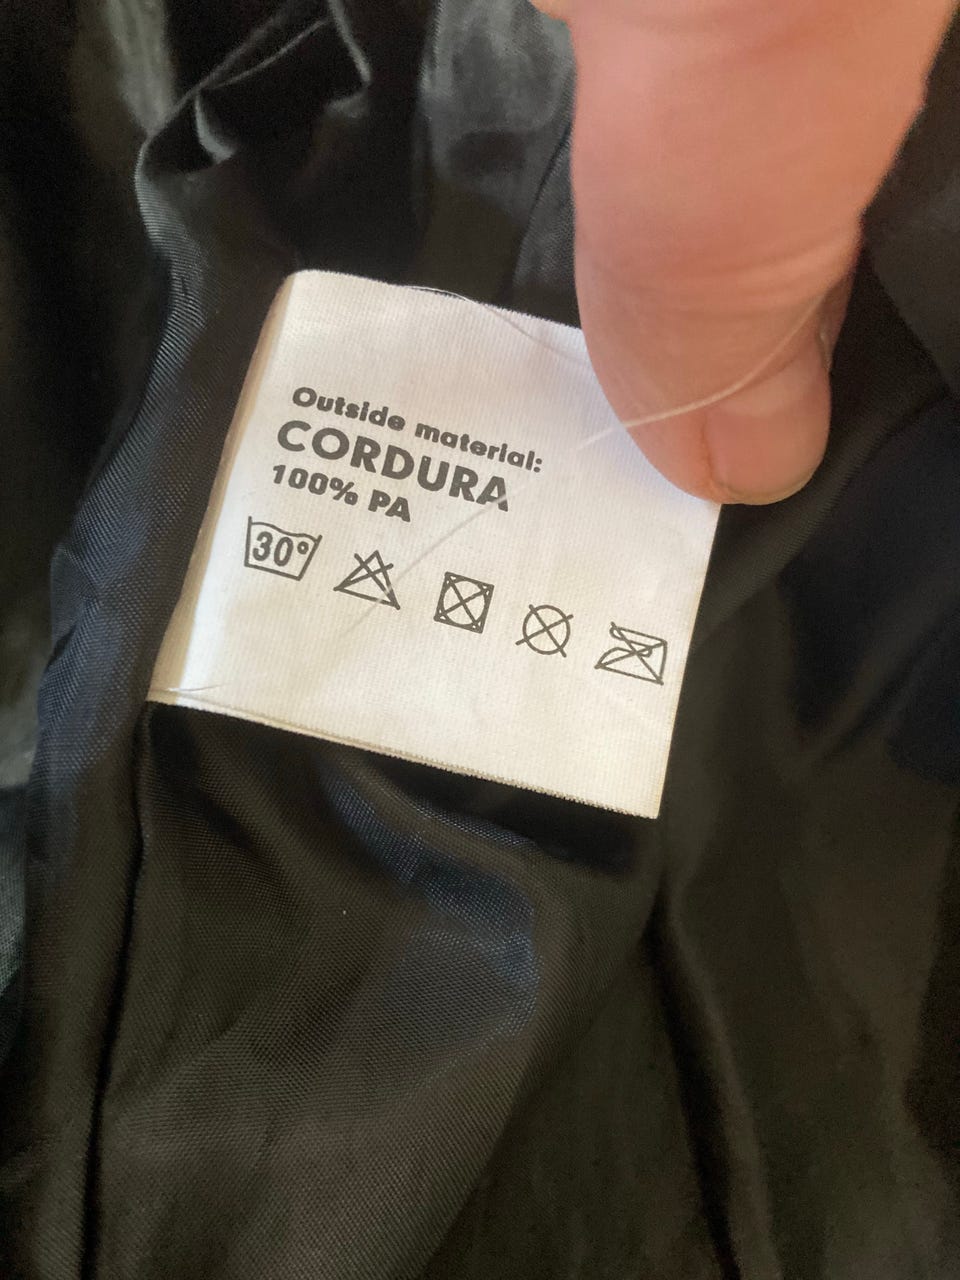 Outside material:
CORDURA
100% PA
30°